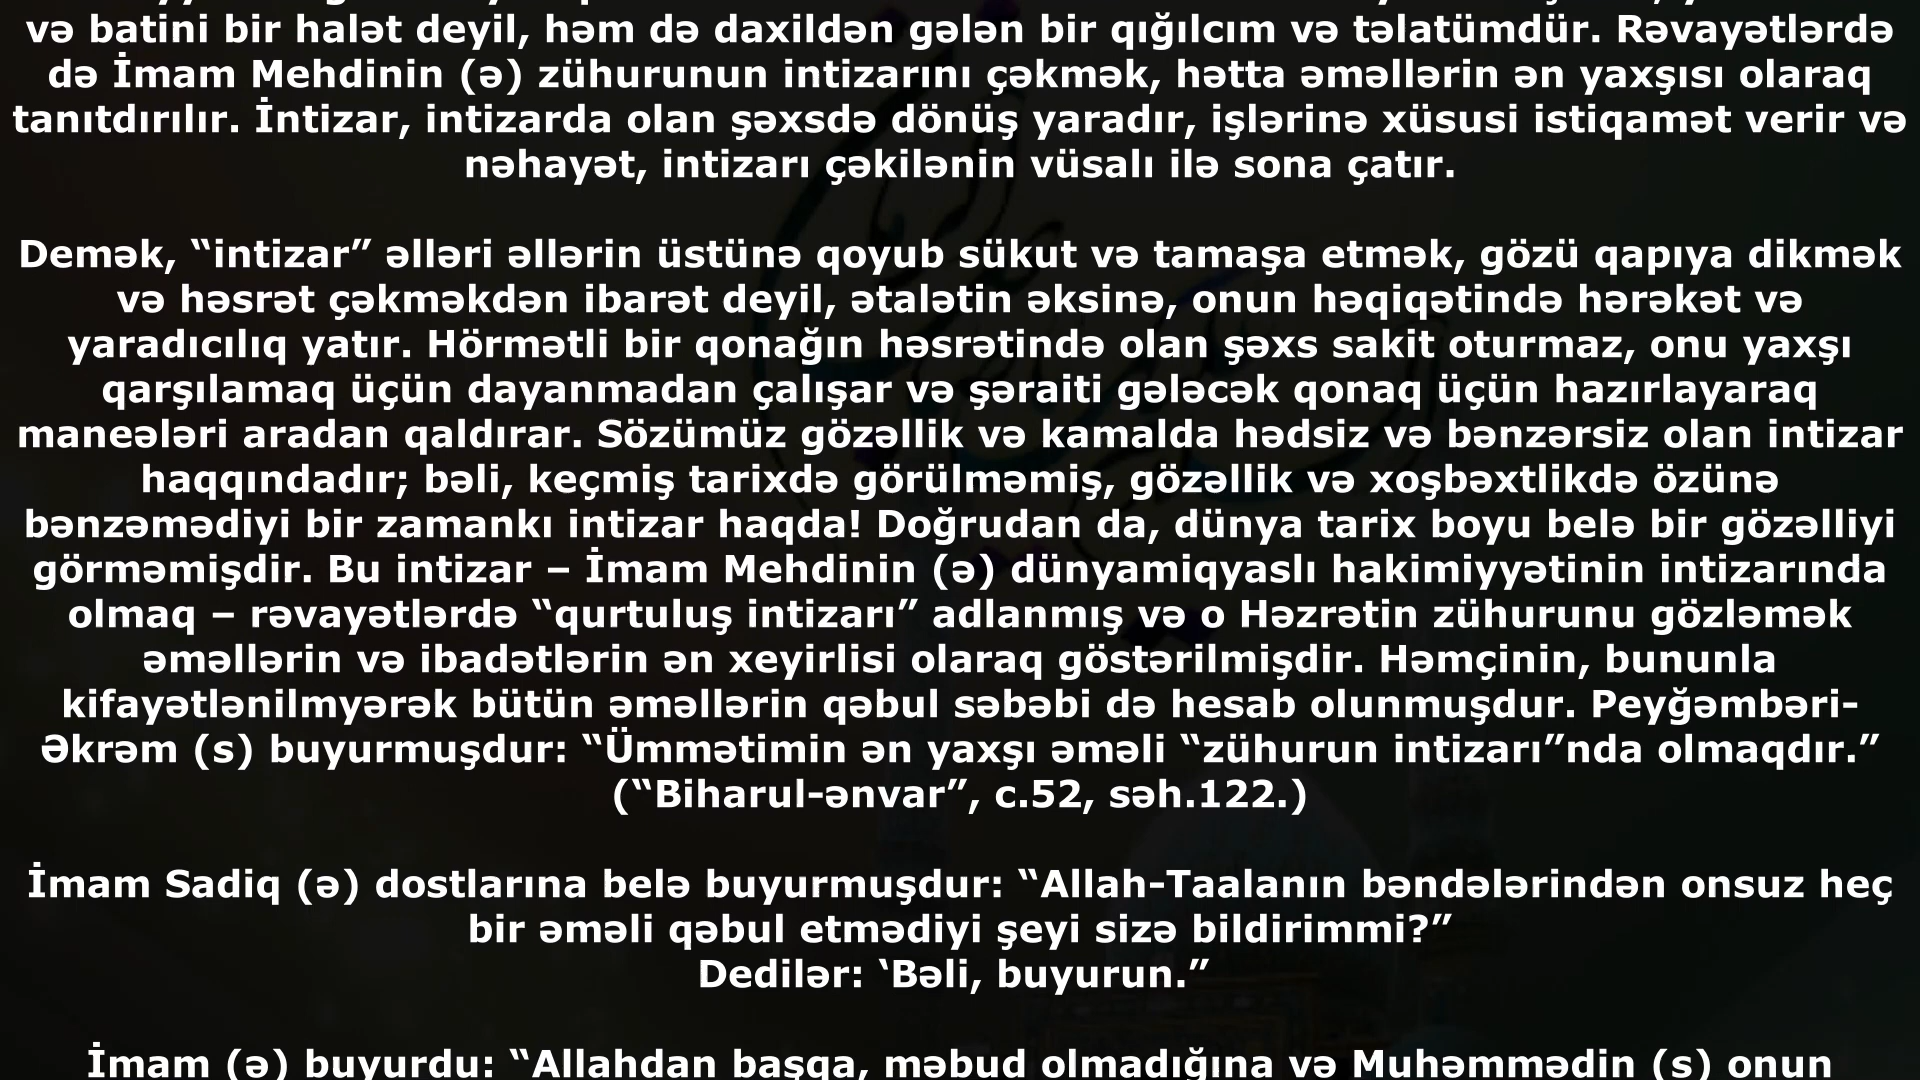 və batini bir halət deyil, həm də daxildən gələn bir qığılcım və təlatümdür. Rəvayətlərdə
də İmam Mehdinin (ə) zühurunun intizarını çəkmək, hətta əməllərin ən yaxşısı olaraq
tanıtdırılır. İntizar, intizarda olan şəxsdə dönüş yaradır, işlərinə xüsusi istiqamət verir və
nəhayət, intizarı çəkilənin vüsalı ilə sona çatır.
Demək, “intizar” əlləri əllərin üstünə qoyub sükut və tamaşa etmək, gözü qapıya dikmək
və həsrət çəkməkdən ibarət deyil, ətalətin əksinə, onun həqiqətində hərəkət və
yaradıcılıq yatır. Hörmətli bir qonağın həsrətində olan şəxs sakit oturmaz, onu yaxşı
qarşılamaq üçün dayanmadan çalışar və şəraiti gələcək qonaq üçün hazırlayaraq
maneələri aradan qaldırar. Sözümüz gözəllik və kamalda hədsiz və bənzərsiz olan intizar
haqqındadır; bəli, keçmiş tarixdə görülməmiş, gözəllik və xoşbəxtlikdə özünə
bənzəmədiyi bir zamankı intizar haqda! Doğrudan da, dünya tarix boyu belə bir gözəlliyi
görməmişdir. Bu intizar – İmam Mehdinin (ə) dünyamiqyaslı hakimiyyətinin intizarında
olmaq – rəvayətlərdə “qurtuluş intizarı” adlanmış və o Həzrətin zühurunu gözləmək
əməllərin və ibadətlərin ən xeyirlisi olaraq göstərilmişdir. Həmçinin, bununla
kifayətlənilmyərək bütün əməllərin qəbul səbəbi də hesab olunmuşdur. Peyğəmbəri-
Əkrəm (s) buyurmuşdur: “Ümmətimin ən yaxşı əməli “zühurun intizarı”nda olmaqdır.”
(“Biharul-ənvar”, c.52, səh.122.)
İmam Sadiq (ə) dostlarına belə buyurmuşdur: “Allah-Taalanın bəndələrindən onsuz heç
bir əməli qəbul etmədiyi şeyi sizə bildirimmi?”
Dedilər: ‘Bəli, buyurun.”
İmam (ə) buyurdu: “Allahdan başqa, məbud olmadığına və Muhəmmədin (s) onun